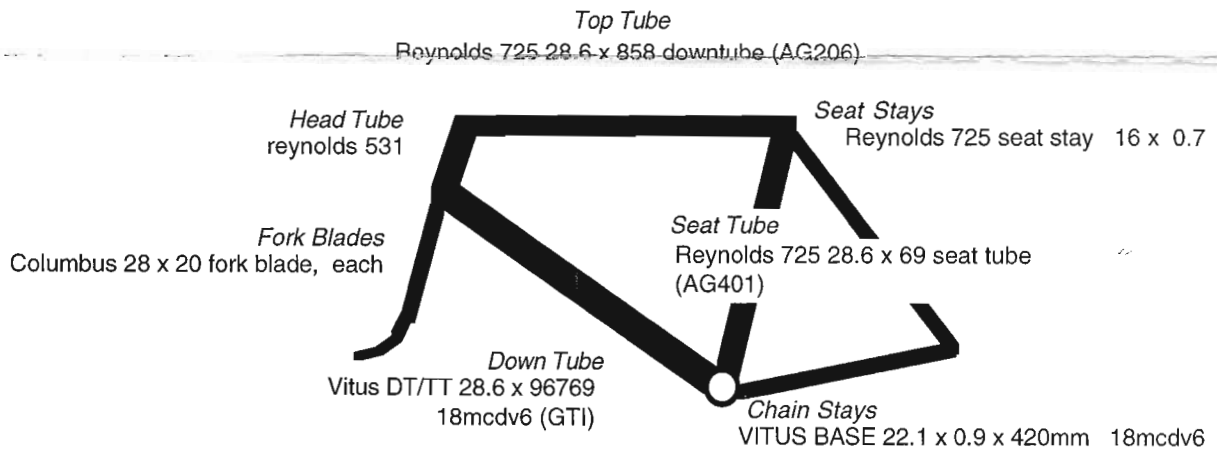 Top Tube
Reynolds 725 28.6 x 858 downtube (AG206)
Head Tube
reynolds 531
Seat Stays
Reynolds 725 seat stay 16 x 0.7
Fork Blades
Columbus 28 x 20 fork blade, each
Seat Tube
Reynolds 725 28.6 x 69 seat tube
(AG401)
Down Tube
Vitus DT/TT 28.6 x 96769
18mcdv6 (GTI)
Chain Stays
VITUS BASE 22.1 x 0.9 x 420mm 18mcdv6